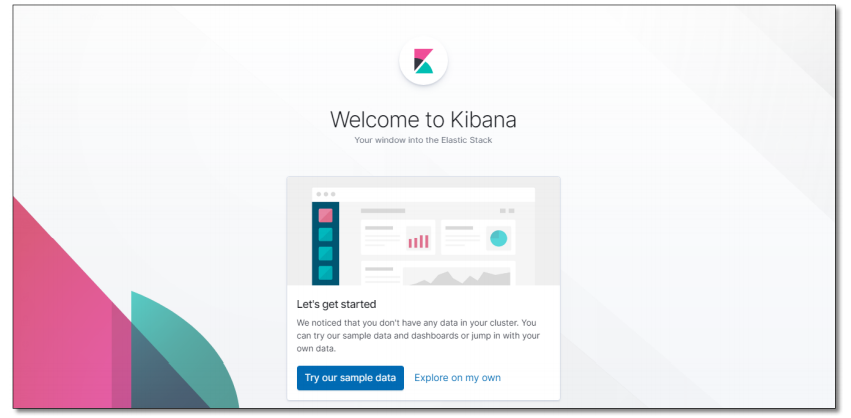 Welcome to Kibana
Your window into the Elastic Stack
Let's get started
We noticed that you don't have any data in your cluster. You
can try our sample data and dashboards or jump in with your
own data.
Try our sample data
Explore on my own